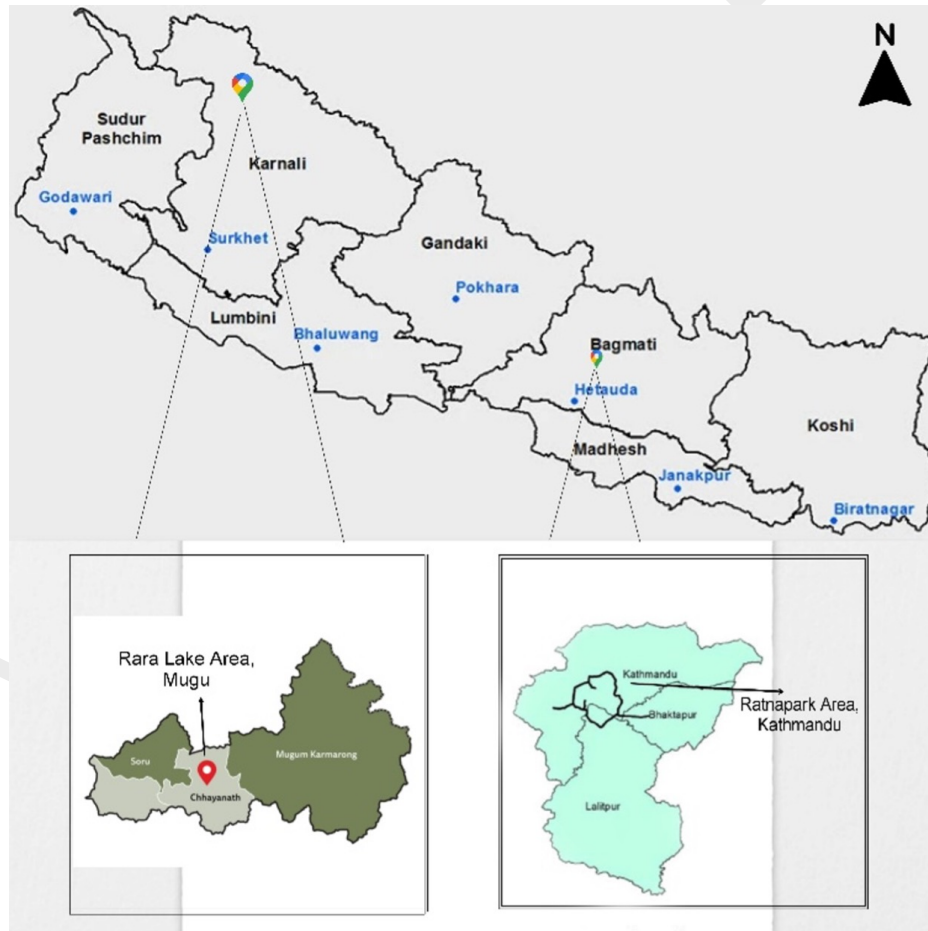 N
Sudur
Pashchim
Karnali
Godawari
Surkhet
Gandaki
Pokhara
Lumbini
Bhaluwang
Bagmati
Hetauda
Koshi
Madhesh
Janakpur
Biratnagar
Rara Lake Area,
Mugu
Soru
Mugum Karmarong
Chhayanath
Kathmandu
Ratnapark Area,
Kathmandu
Bhaktapur
Lalitpur